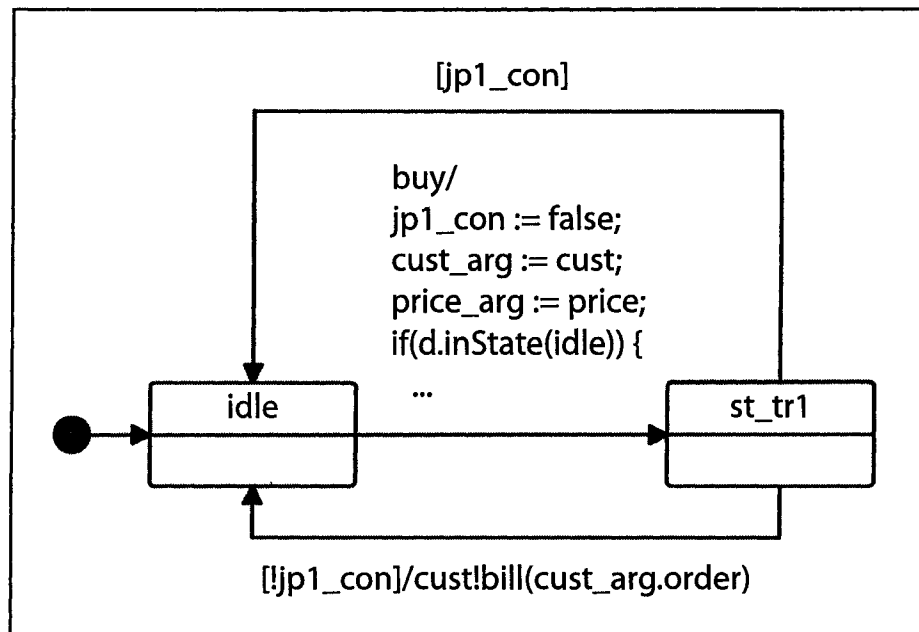 [jp1_con]
buy/
jp1_con := false;
cust_arg := cust;
price_arg := price;
if(d.inState(idle)) {
...
idle
st_tr1
[!jp1_con]/cust!bill(cust_arg.order)